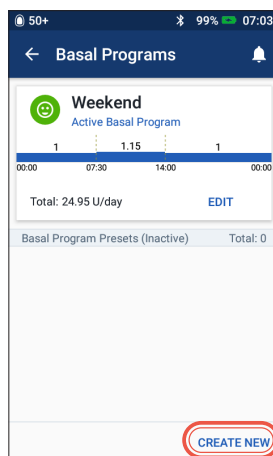 50+ 99% 07:03
Basal Programs
Weekend
Active Basal Program
1 1.15 1
00:00 07:30 14:00 00:00
Total: 24.95 U/day EDIT
Basal Program Presets (Inactive) Total: 0
CREATE NEW